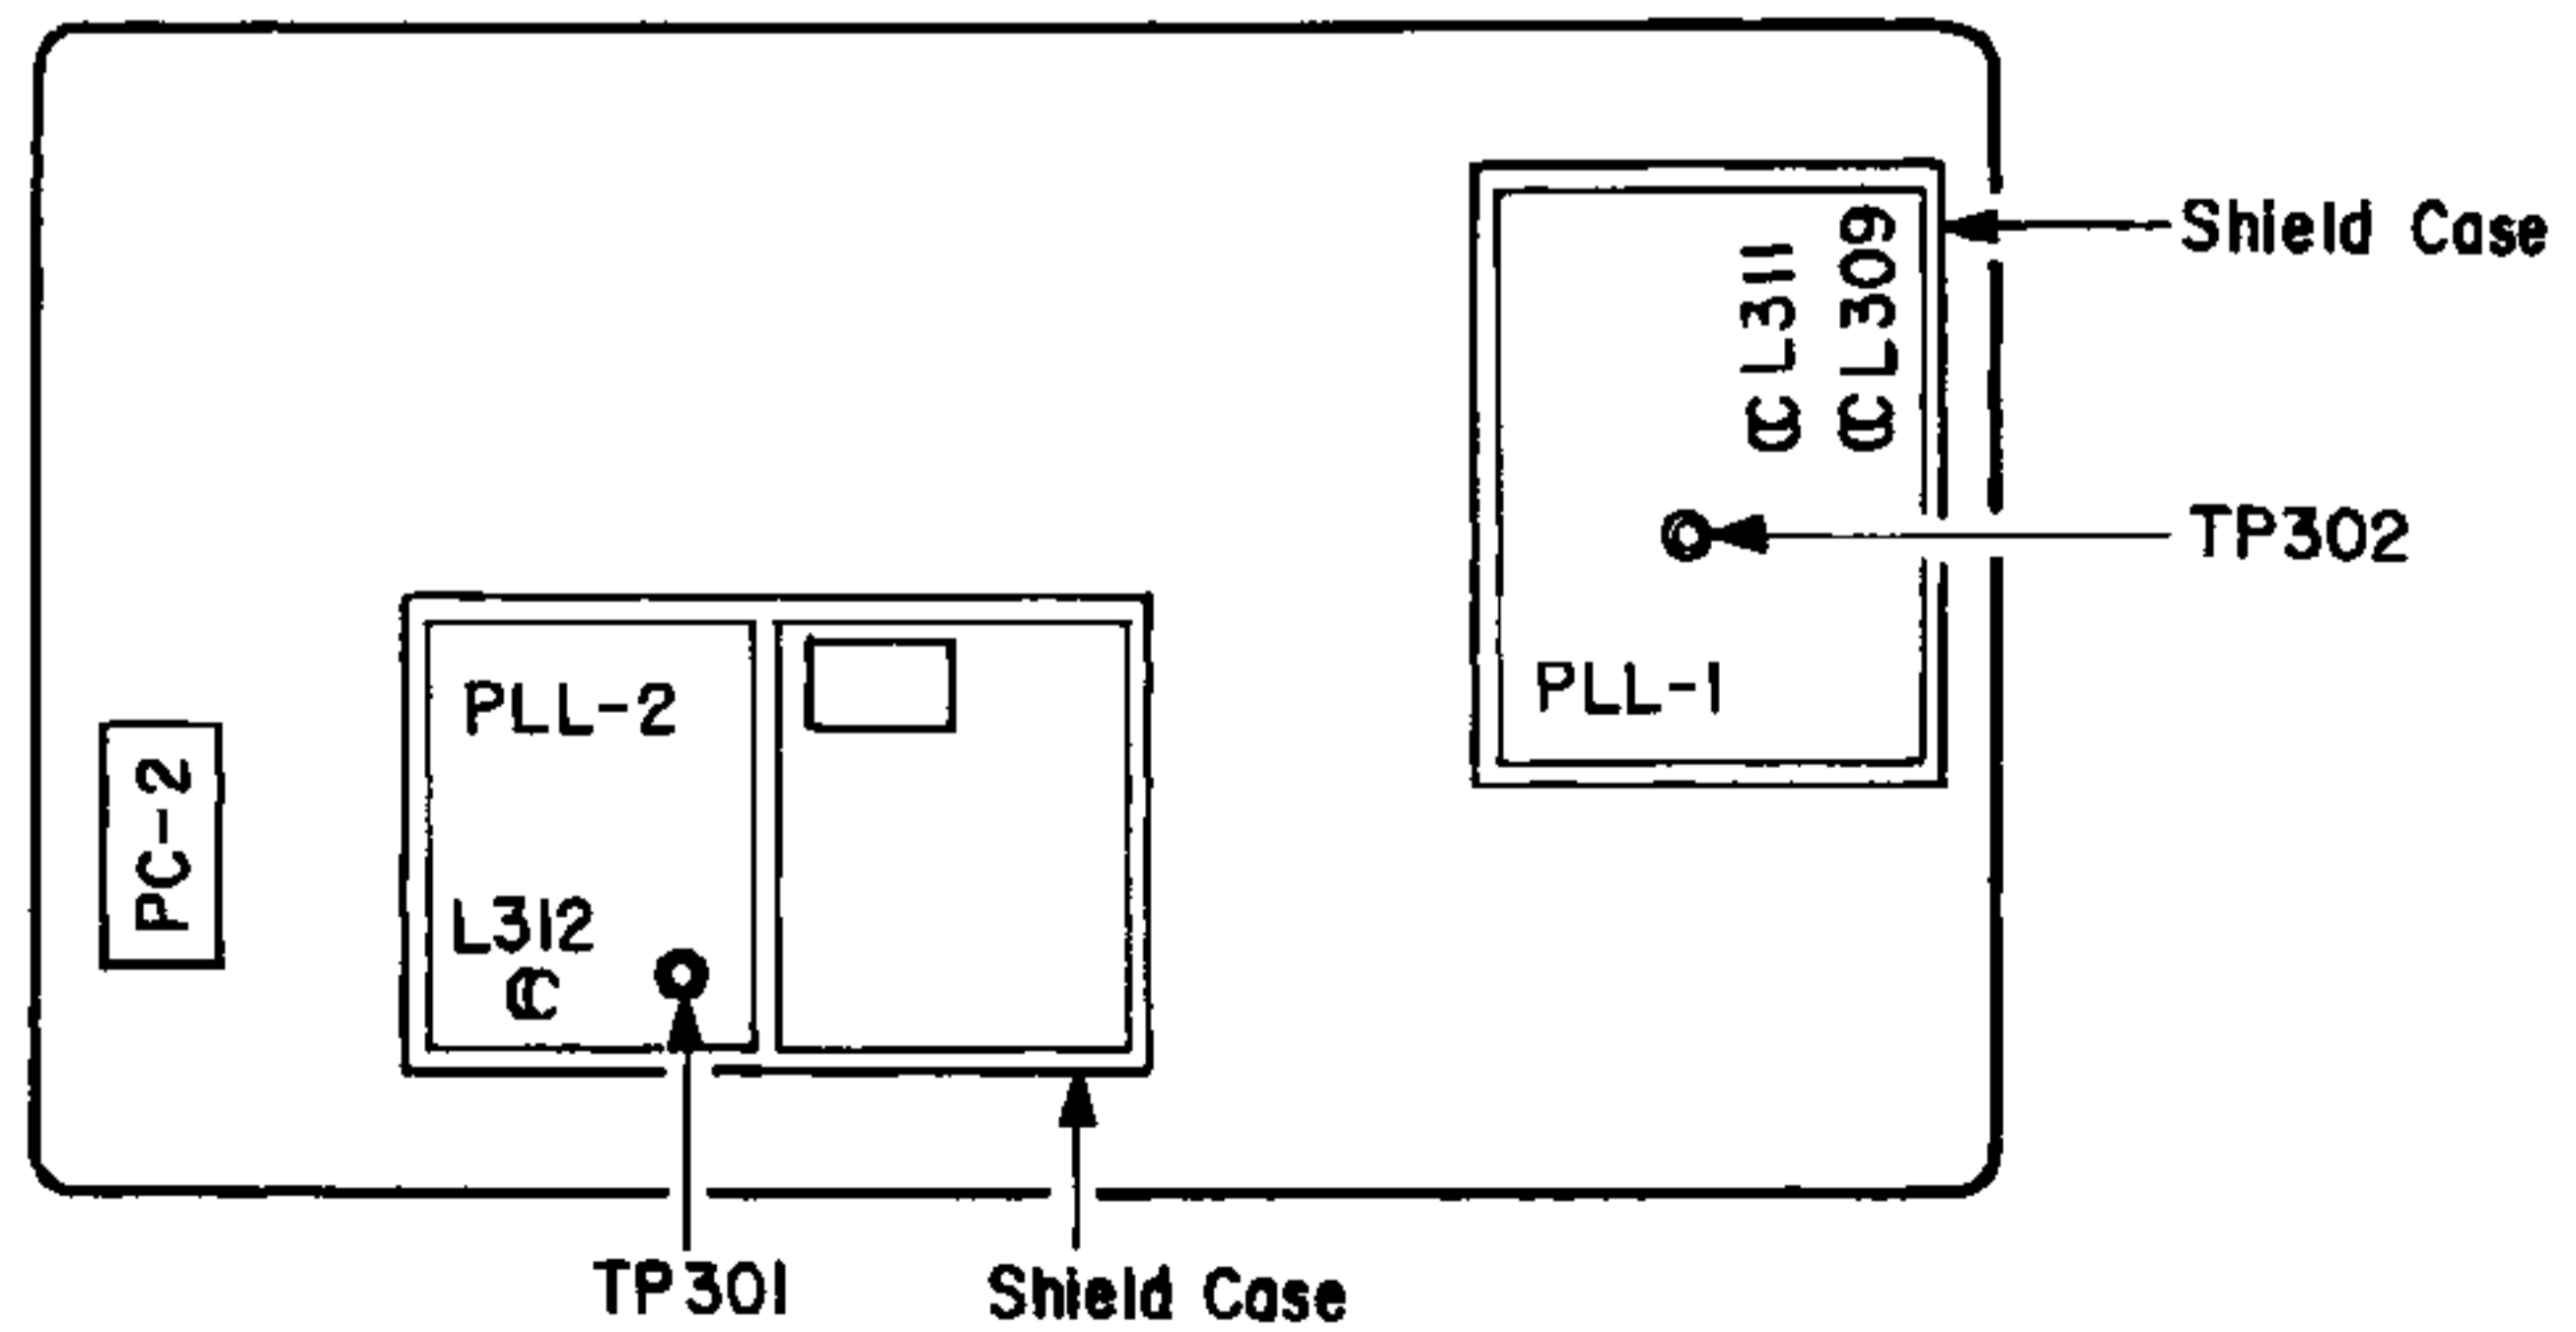 L311
L309
Shield Case
TP302
PLL-1
PLL-2
PC-2
L312
TP301
Shield Case